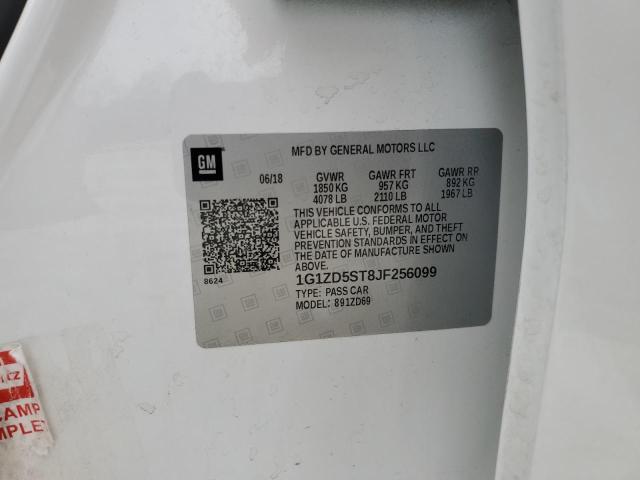 GM
MFD BY GENERAL MOTORS LLC
06/18 GVWR GAWR FRT GAWR RR
1850 KG 957 KG 892 KG
4078 LB 2110 LB 1967 LB
THIS VEHICLE CONFORMS TO ALL
APPLICABLE U.S. FEDERAL MOTOR
VEHICLE SAFETY, BUMPER, AND THEFT
PREVENTION STANDARDS IN EFFECT ON
THE DATE OF MANUFACTURE SHOWN
ABOVE.
8624
1G1ZD5ST8JF256099
TYPE: PASS CAR
MODEL: 891ZD69
CAMP
MPLE